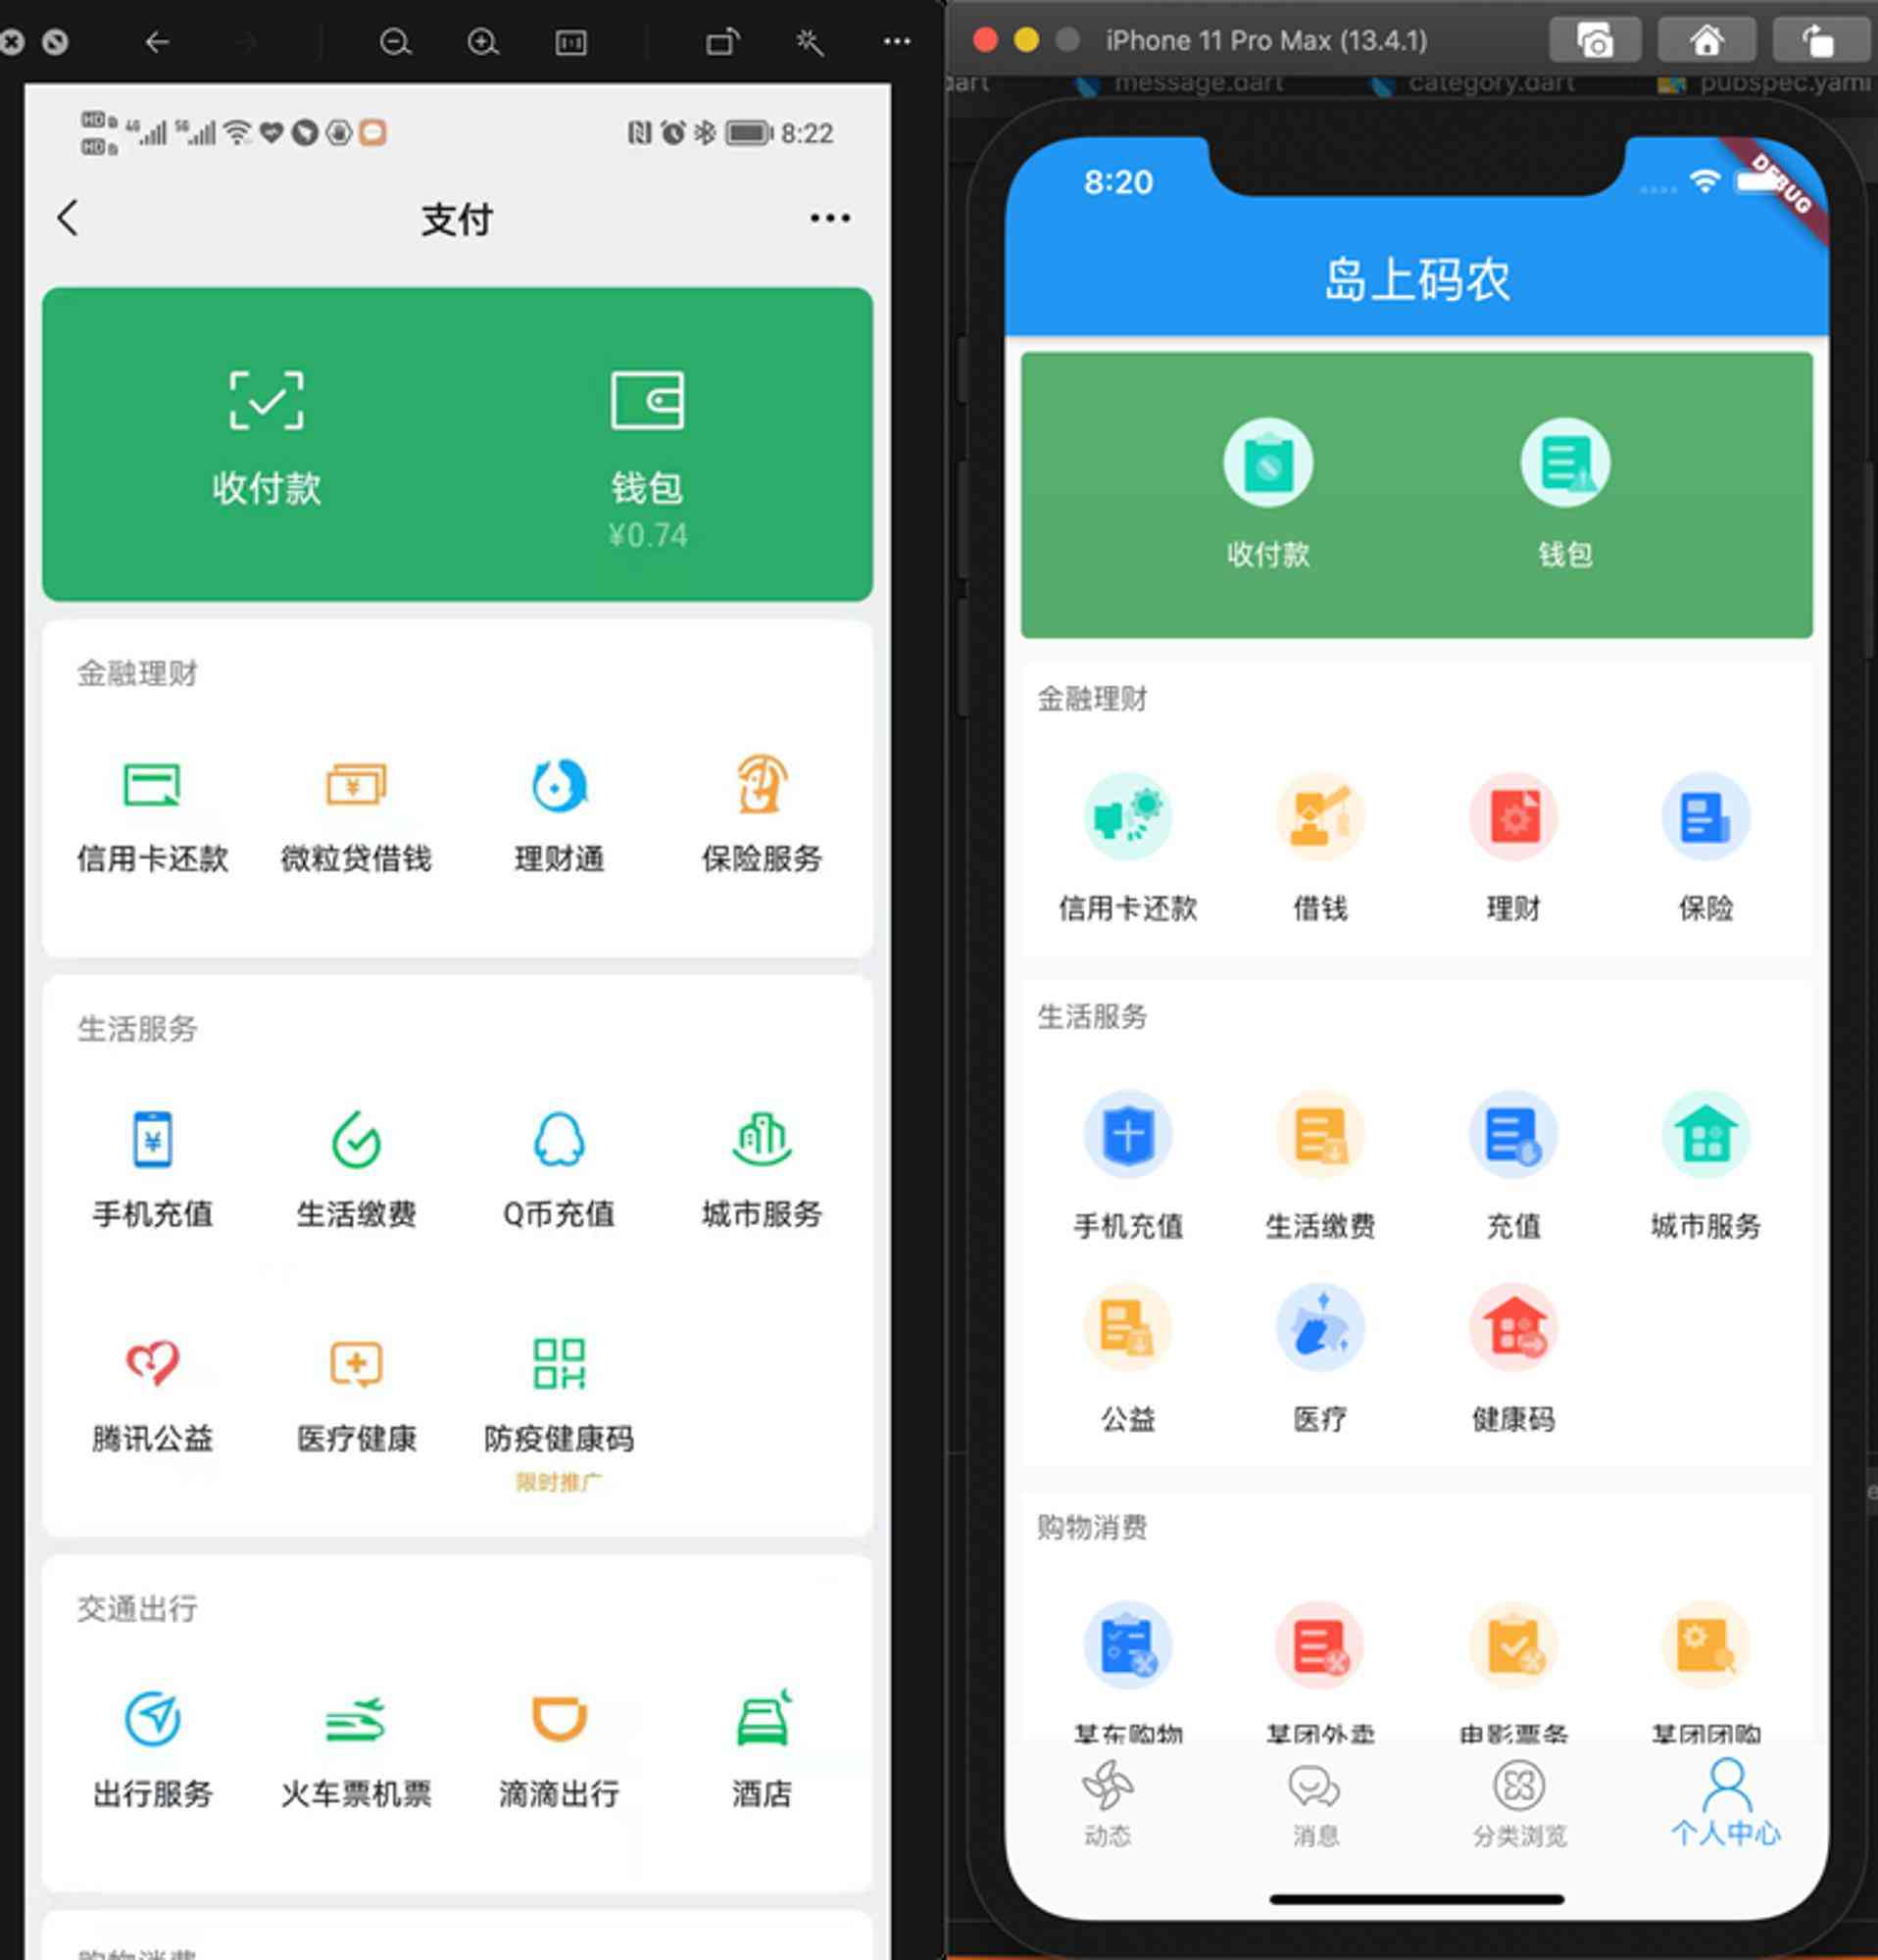 8:22
支付
收付款 钱包
¥0.74
金融理财
信用卡还款 微粒贷借钱 理财通 保险服务
生活服务
手机充值 生活缴费 Q币充值 城市服务
腾讯公益 医疗健康 防疫健康码
限时推广
交通出行
出行服务 火车票机票 滴滴出行 酒店
购物消费
iPhone 11 Pro Max (13.4.1)
dart message.dart category.dart pubspec.yaml
8:20
DEBUG
岛上码农
收付款 钱包
金融理财
信用卡还款 借钱 理财 保险
生活服务
手机充值 生活缴费 充值 城市服务
公益 医疗 健康码
购物消费
某东购物 某团外卖 电影票务 某团团购
动态 消息 分类浏览 个人中心